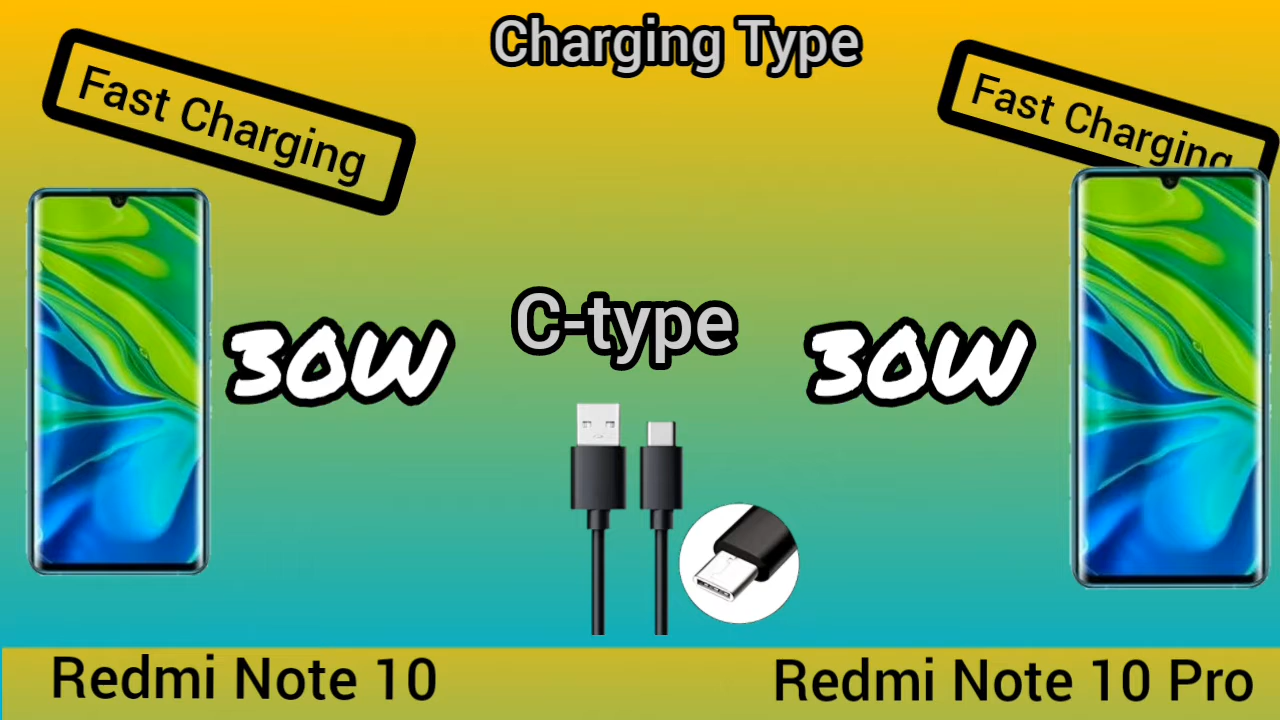 Charging Type
Fast Charging
Fast Charging
30W
C-type
30W
Redmi Note 10
Redmi Note 10 Pro